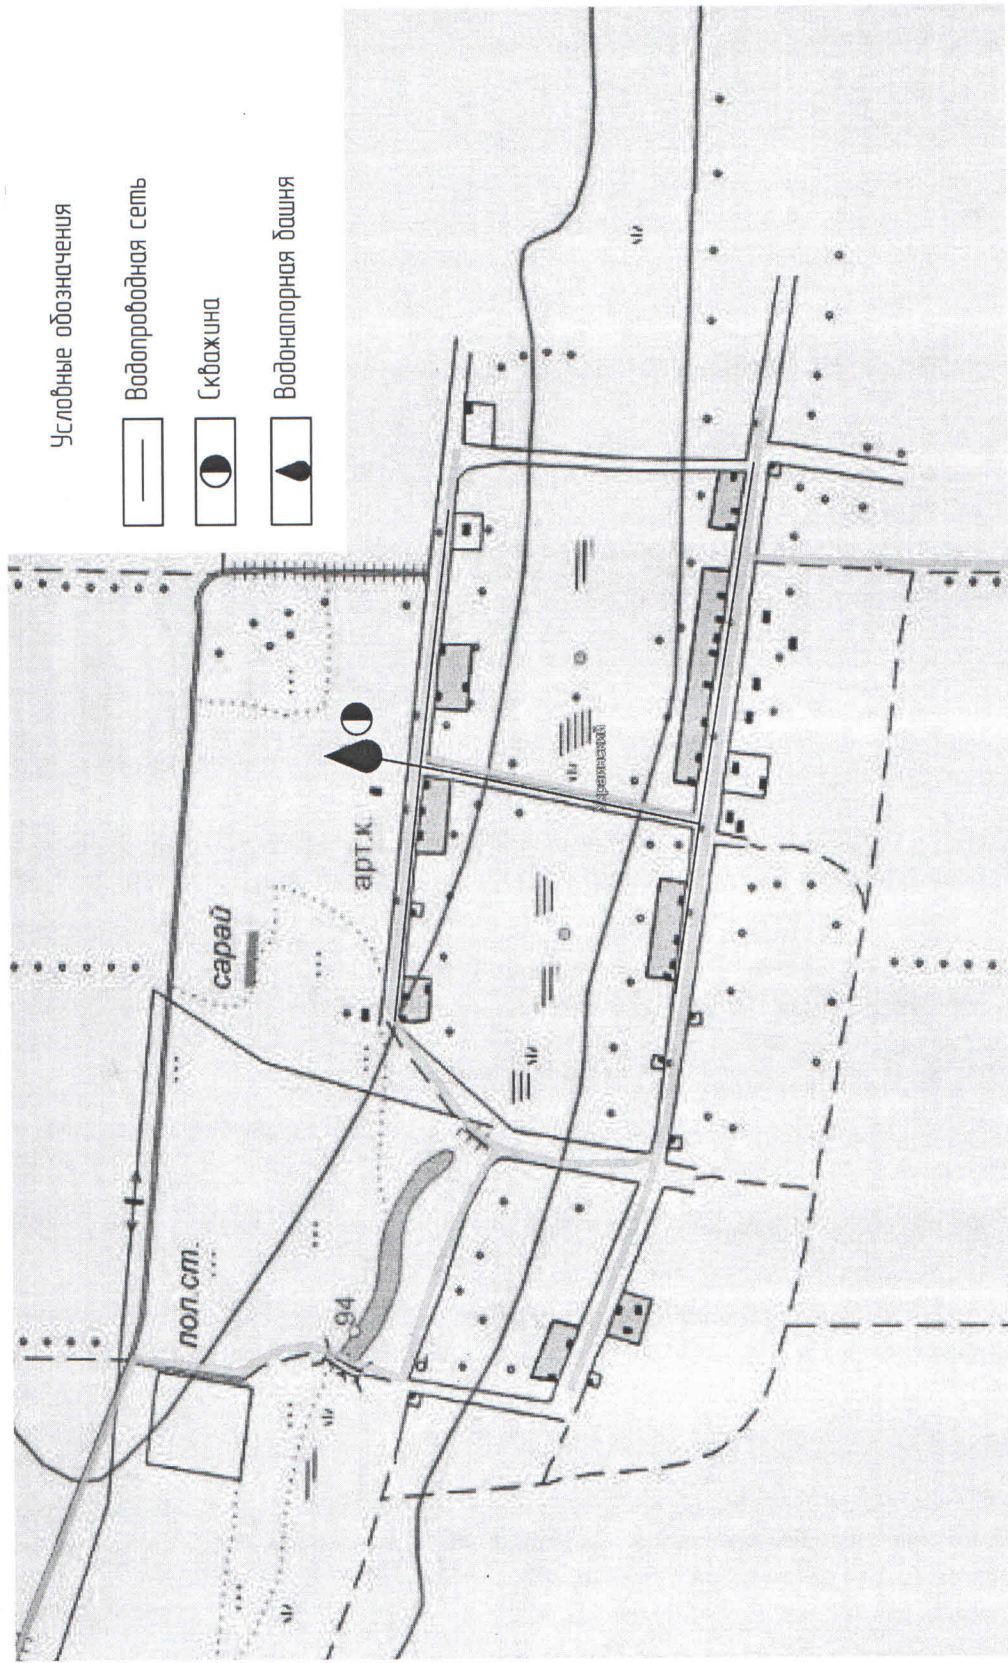 Условные обозначения
Водопроводная сеть
Скважина
Водонапорная башня
сарай
арт.к.
пол.ст.
94